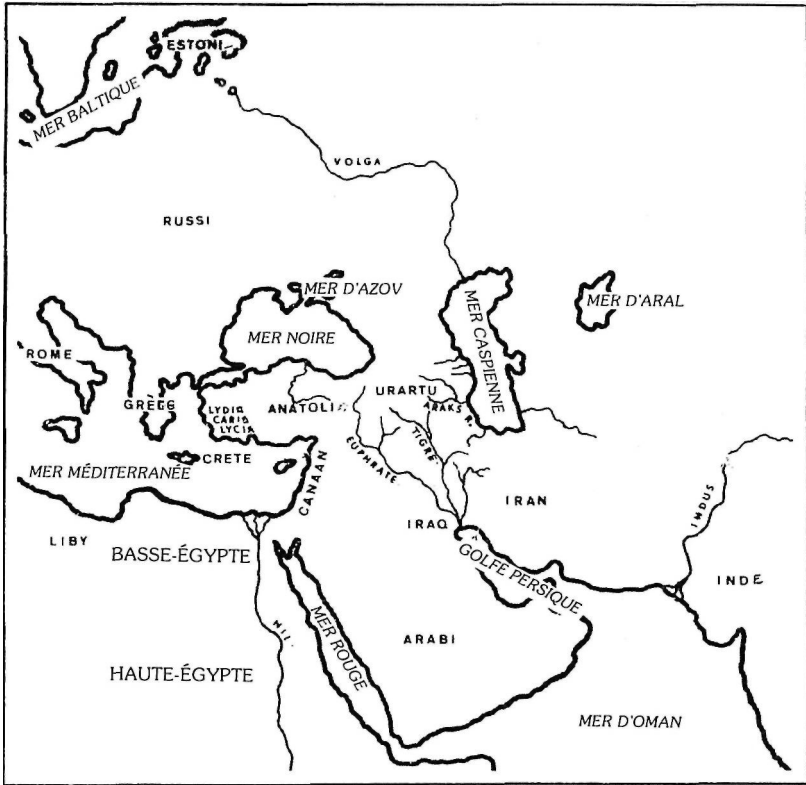 ESTONI
MER BALTIQUE
VOLGA
RUSSI
MER D'AZOV
MER D'ARAL
MER CASPIENNE
MER NOIRE
ROME
URARTU
GRÈCE
LYDIA
CARIA
LYCIA
ANATOLIA
ARAKS R.
TIGRE
EUPHRATE
CRETE
MER MÉDITERRANÉE
CANAAN
INDUS
IRAN
IRAQ
LIBY
BASSE-ÉGYPTE
GOLFE PERSIQUE
INDE
NIL
MER ROUGE
ARABI
HAUTE-ÉGYPTE
MER D'OMAN